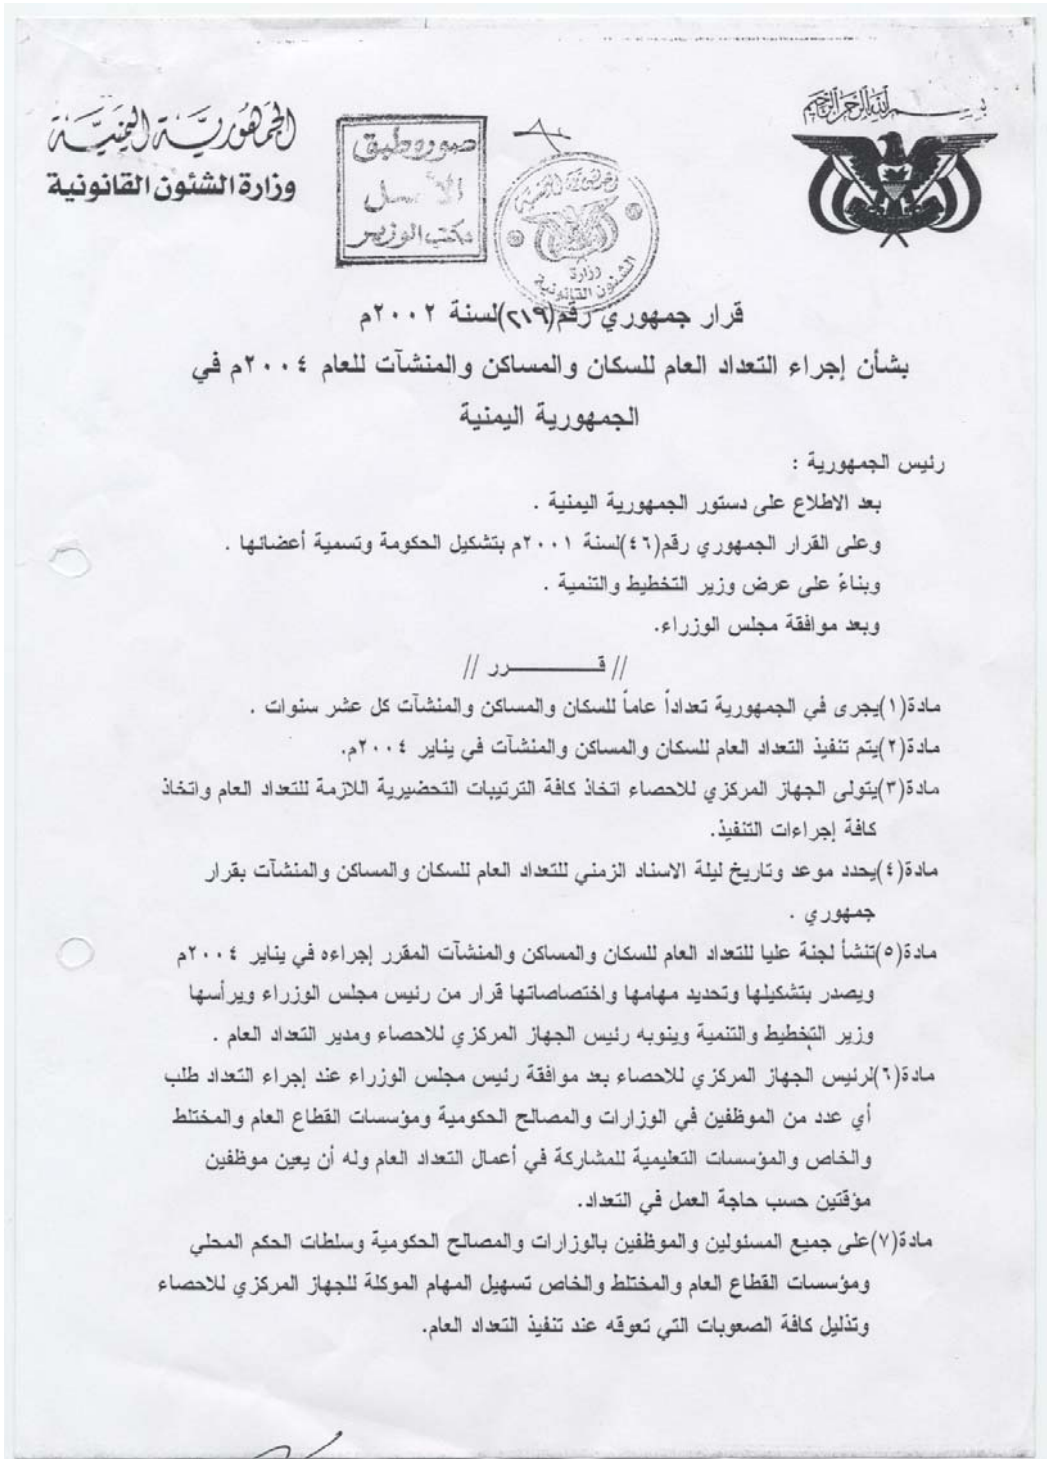 بسم الله الرحمن الرحيم
الجمهورية اليمنية
وزارة الشئون القانونية
صورة طبق
الأصل
مكتب الوزير
الجمهورية اليمنية
وزارة
الشئون القانونية
قرار جمهوري رقم(٢١٩)لسنة ٢٠٠٢م
بشأن إجراء التعداد العام للسكان والمساكن والمنشآت للعام ٢٠٠٤م في
الجمهورية اليمنية
رئيس الجمهورية :
بعد الاطلاع على دستور الجمهورية اليمنية .
وعلى القرار الجمهوري رقم(٤٦)لسنة ٢٠٠١م بتشكيل الحكومة وتسمية أعضائها .
وبناءً على عرض وزير التخطيط والتنمية .
وبعد موافقة مجلس الوزراء.
// قـــــــــرر //
مادة(١)يجرى في الجمهورية تعداداً عاماً للسكان والمساكن والمنشآت كل عشر سنوات .
مادة(٢)يتم تنفيذ التعداد العام للسكان والمساكن والمنشآت في يناير ٢٠٠٤م.
مادة(٣)يتولى الجهاز المركزي للاحصاء اتخاذ كافة الترتيبات التحضيرية اللازمة للتعداد العام واتخاذ
كافة إجراءات التنفيذ.
مادة(٤)يحدد موعد وتاريخ ليلة الاسناد الزمني للتعداد العام للسكان والمساكن والمنشآت بقرار
جمهوري .
مادة(٥)تنشأ لجنة عليا للتعداد العام للسكان والمساكن والمنشآت المقرر إجراءه في يناير ٢٠٠٤م
ويصدر بتشكيلها وتحديد مهامها واختصاصاتها قرار من رئيس مجلس الوزراء ويرأسها
وزير التخطيط والتنمية وينوبه رئيس الجهاز المركزي للاحصاء ومدير التعداد العام .
مادة(٦)لرئيس الجهاز المركزي للاحصاء بعد موافقة رئيس مجلس الوزراء عند إجراء التعداد طلب
أي عدد من الموظفين في الوزارات والمصالح الحكومية ومؤسسات القطاع العام والمختلط
والخاص والمؤسسات التعليمية للمشاركة في أعمال التعداد العام وله أن يعين موظفين
مؤقتين حسب حاجة العمل في التعداد.
مادة(٧)على جميع المسئولين والموظفين بالوزارات والمصالح الحكومية وسلطات الحكم المحلي
ومؤسسات القطاع العام والمختلط والخاص تسهيل المهام الموكلة للجهاز المركزي للاحصاء
وتذليل كافة الصعوبات التي تعوقه عند تنفيذ التعداد العام.